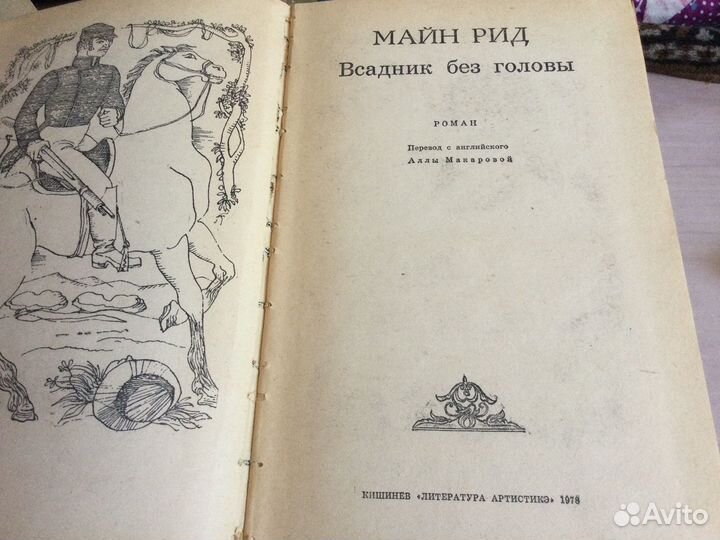 МАЙН РИД
Всадник без головы
РОМАН
Перевод с английского
Аллы Макаровой
КИШИНЕВ «ЛИТЕРАТУРА АРТИСТИКЭ» 1978
Avito